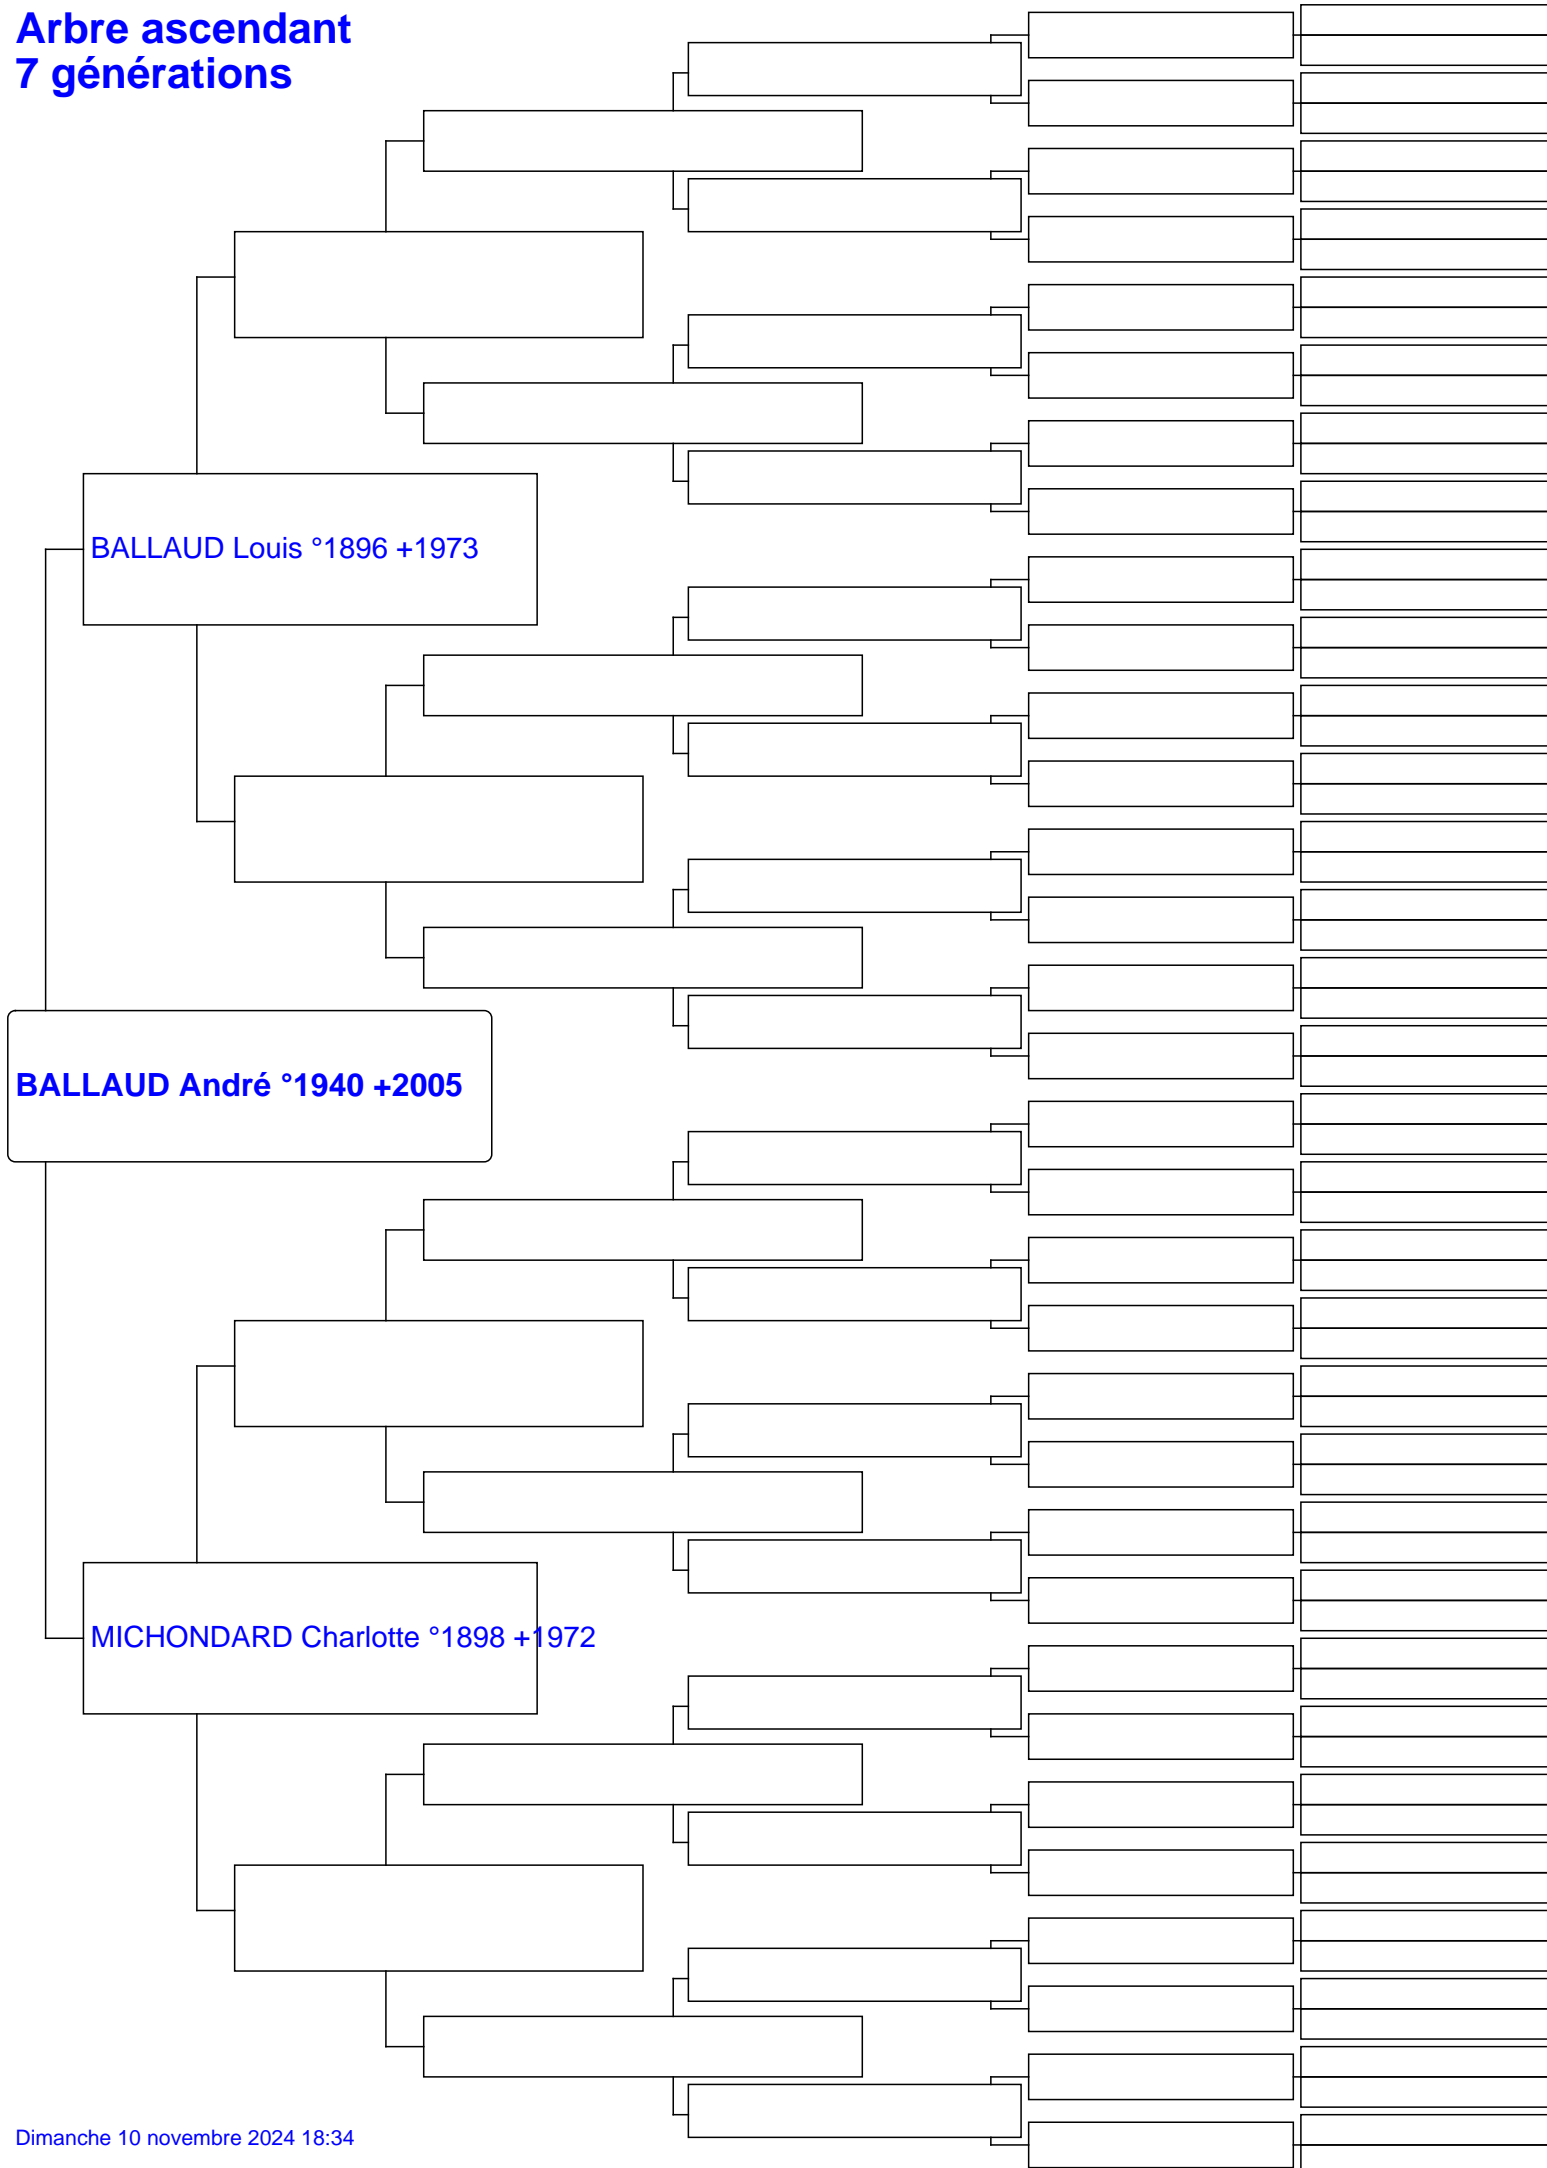 Arbre ascendant
7 générations
BALLAUD Louis °1896 +1973
BALLAUD André °1940 +2005
MICHONDARD Charlotte °1898 +1972
Dimanche 10 novembre 2024 18:34